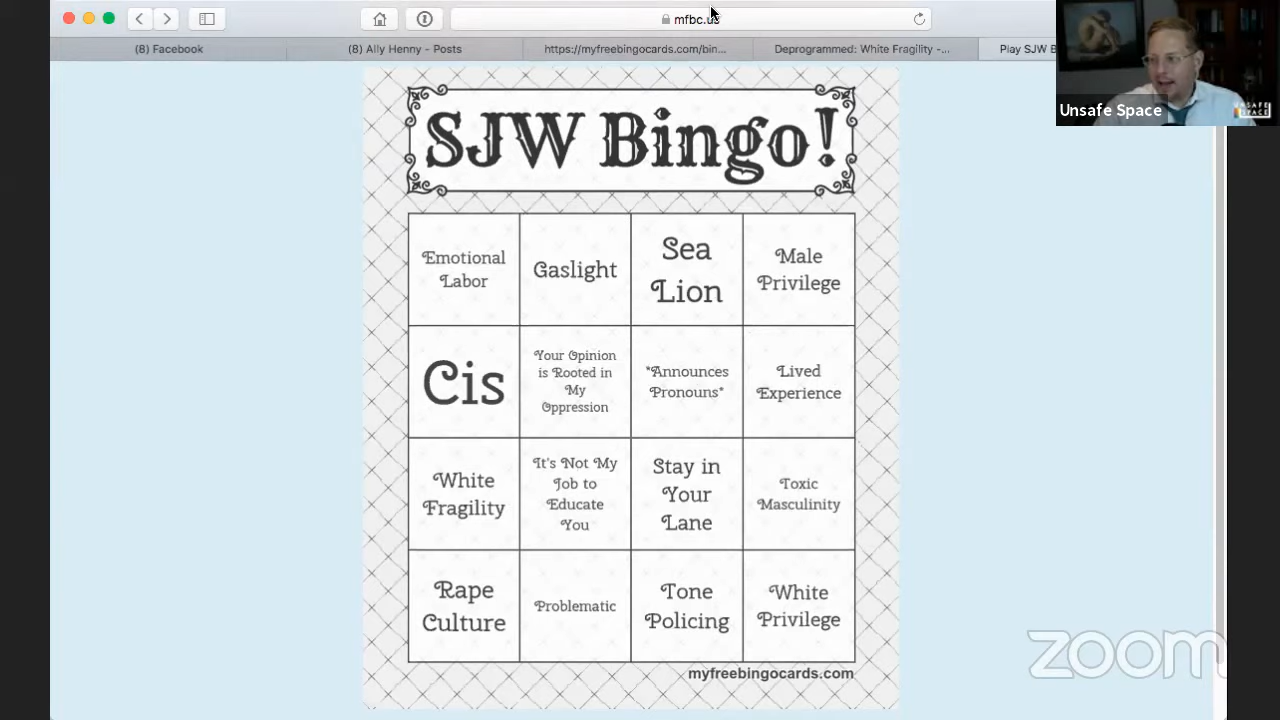 mfbc.us
(8) Facebook
(8) Ally Henny - Posts
https://myfreebingocards.com/bin...
Deprogrammed: White Fragility -...
Play SJW B
Unsafe Space
UNSAFE
SPACE
SJW Bingo!
Emotional
Labor
Gaslight
Sea
Lion
Male
Privilege
Cis
Your Opinion
is Rooted in
My
Oppression
*Announces
Pronouns*
Lived
Experience
White
Fragility
It's Not My
Job to
Educate
You
Stay in
Your
Lane
Toxic
Masculinity
Rape
Culture
Problematic
Tone
Policing
White
Privilege
myfreebingocards.com
zoom